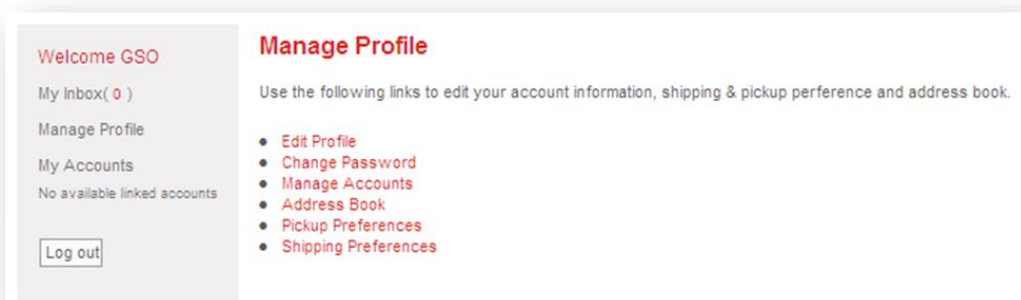 Welcome GSO
My Inbox( 0 )
Manage Profile
My Accounts
No available linked accounts
Log out
Manage Profile
Use the following links to edit your account information, shipping & pickup perference and address book.
Edit Profile
Change Password
Manage Accounts
Address Book
Pickup Preferences
Shipping Preferences